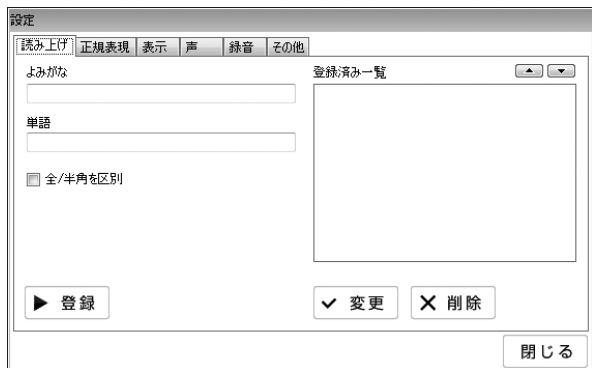 設定
読み上げ 正規表現 表示 声 録音 その他
よみがな
単語
全/半角を区別
登録
登録済み一覧
変更 削除
閉じる